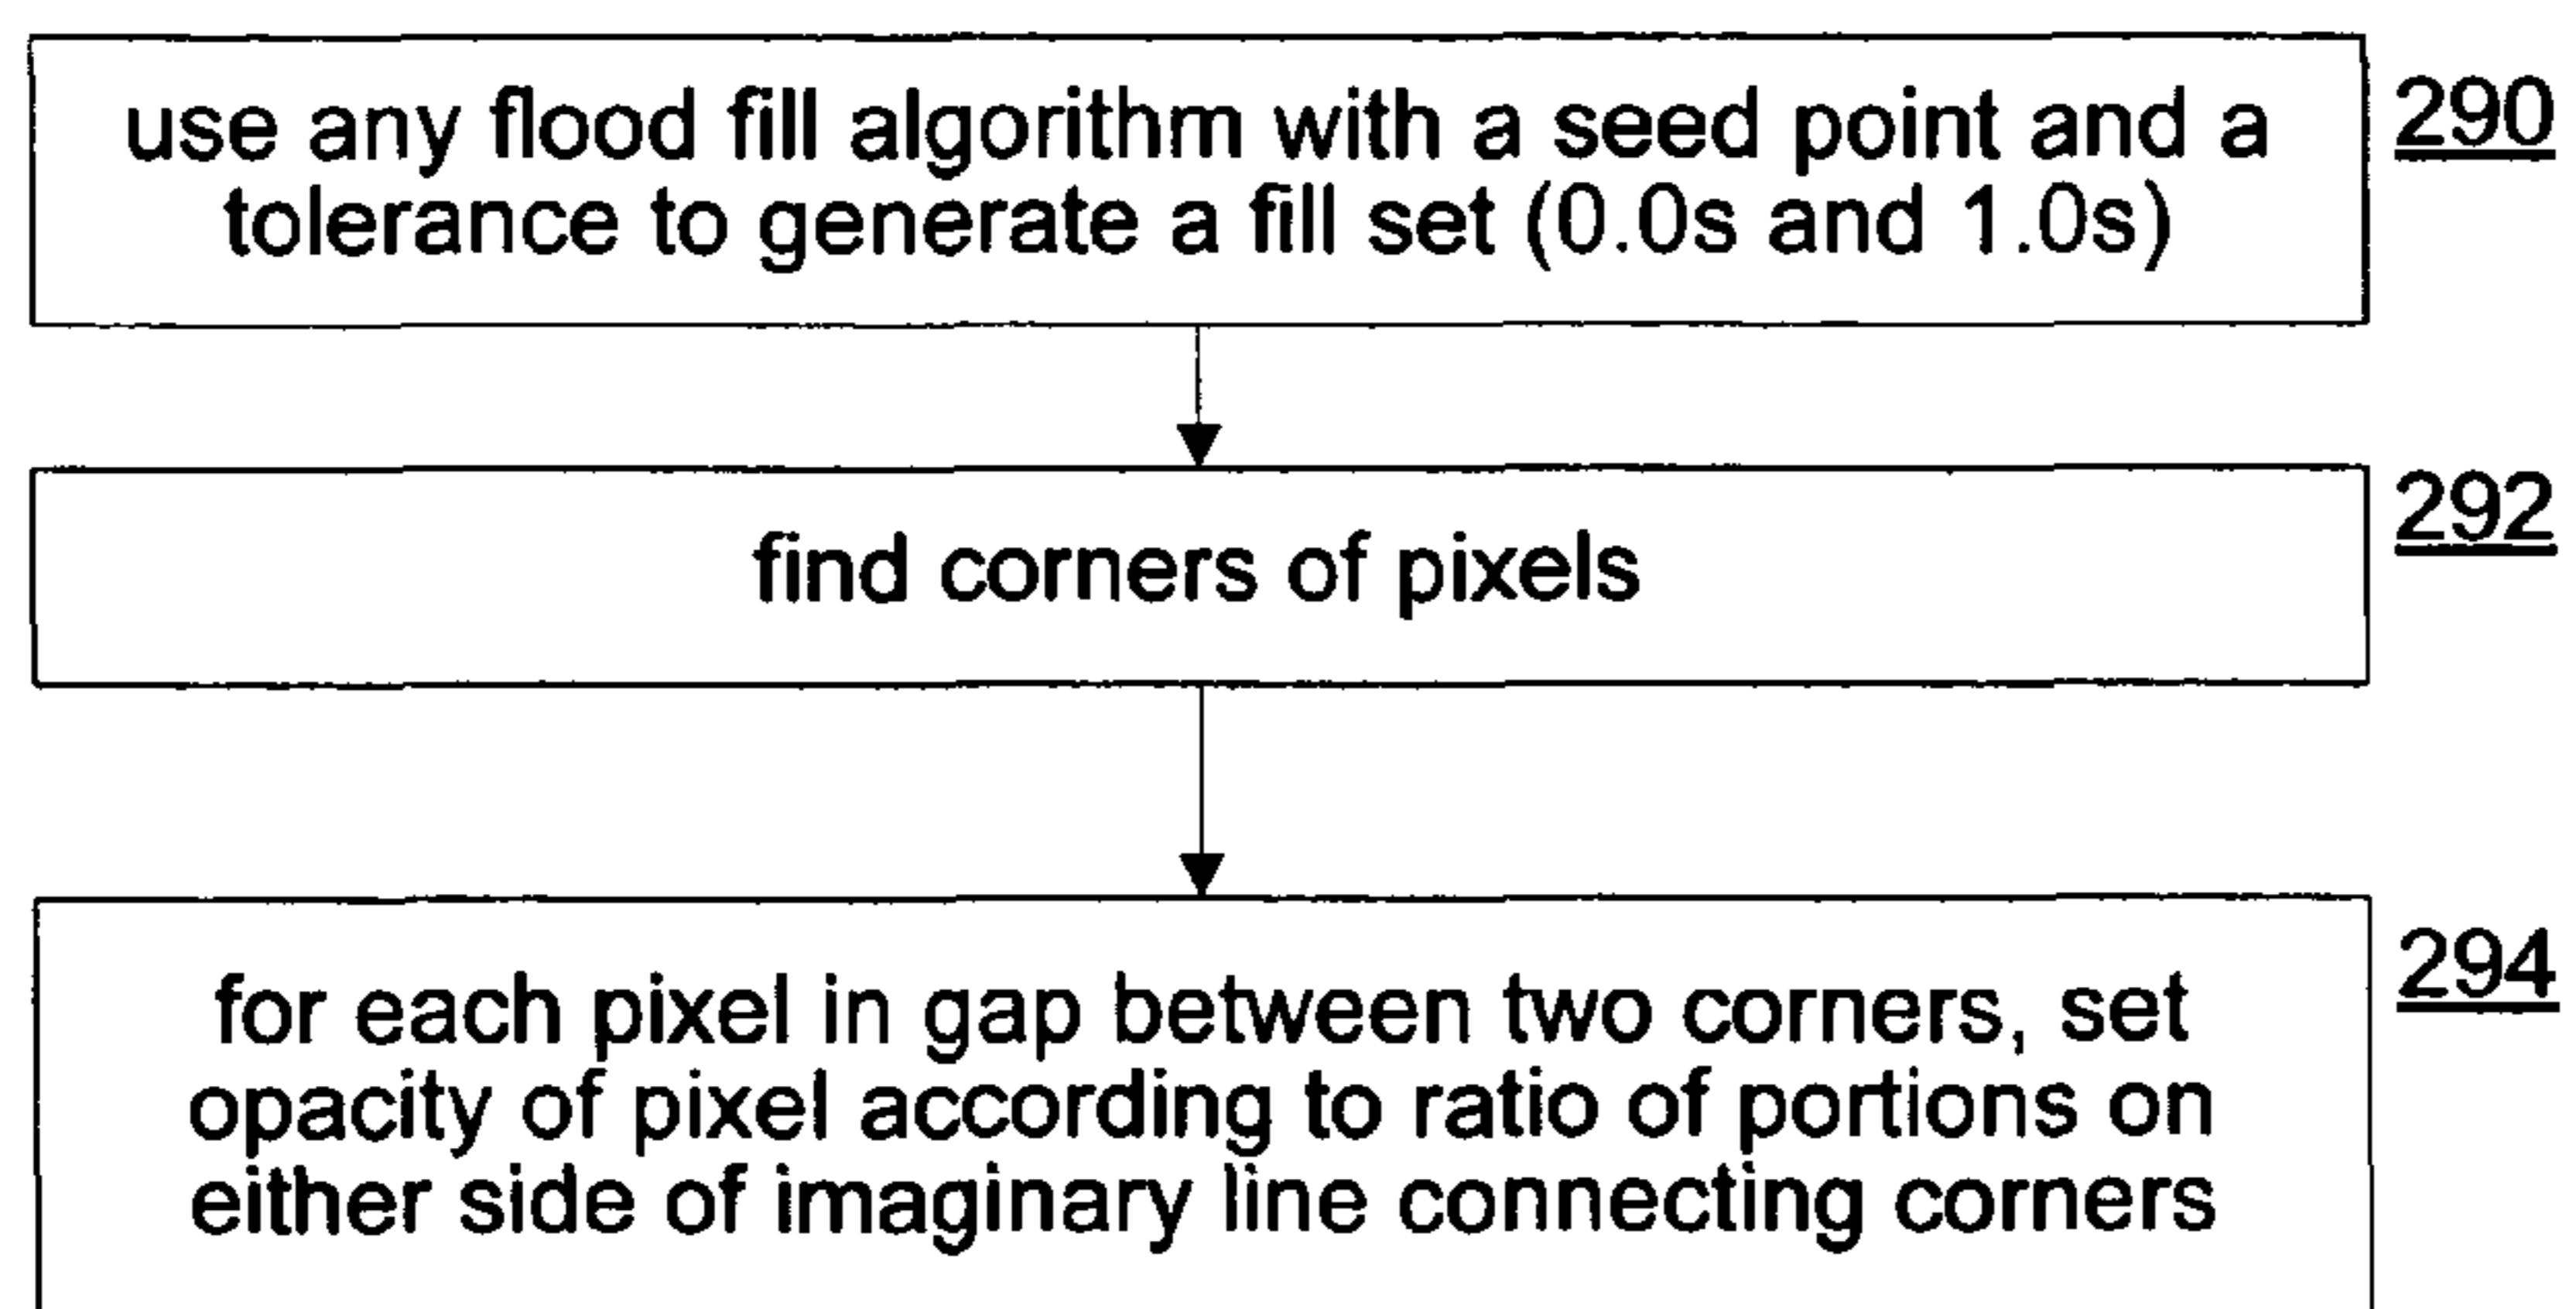 use any flood fill algorithm with a seed point and a
tolerance to generate a fill set (0.0s and 1.0s)
290
find corners of pixels
292
for each pixel in gap between two corners, set
opacity of pixel according to ratio of portions on
either side of imaginary line connecting corners
294